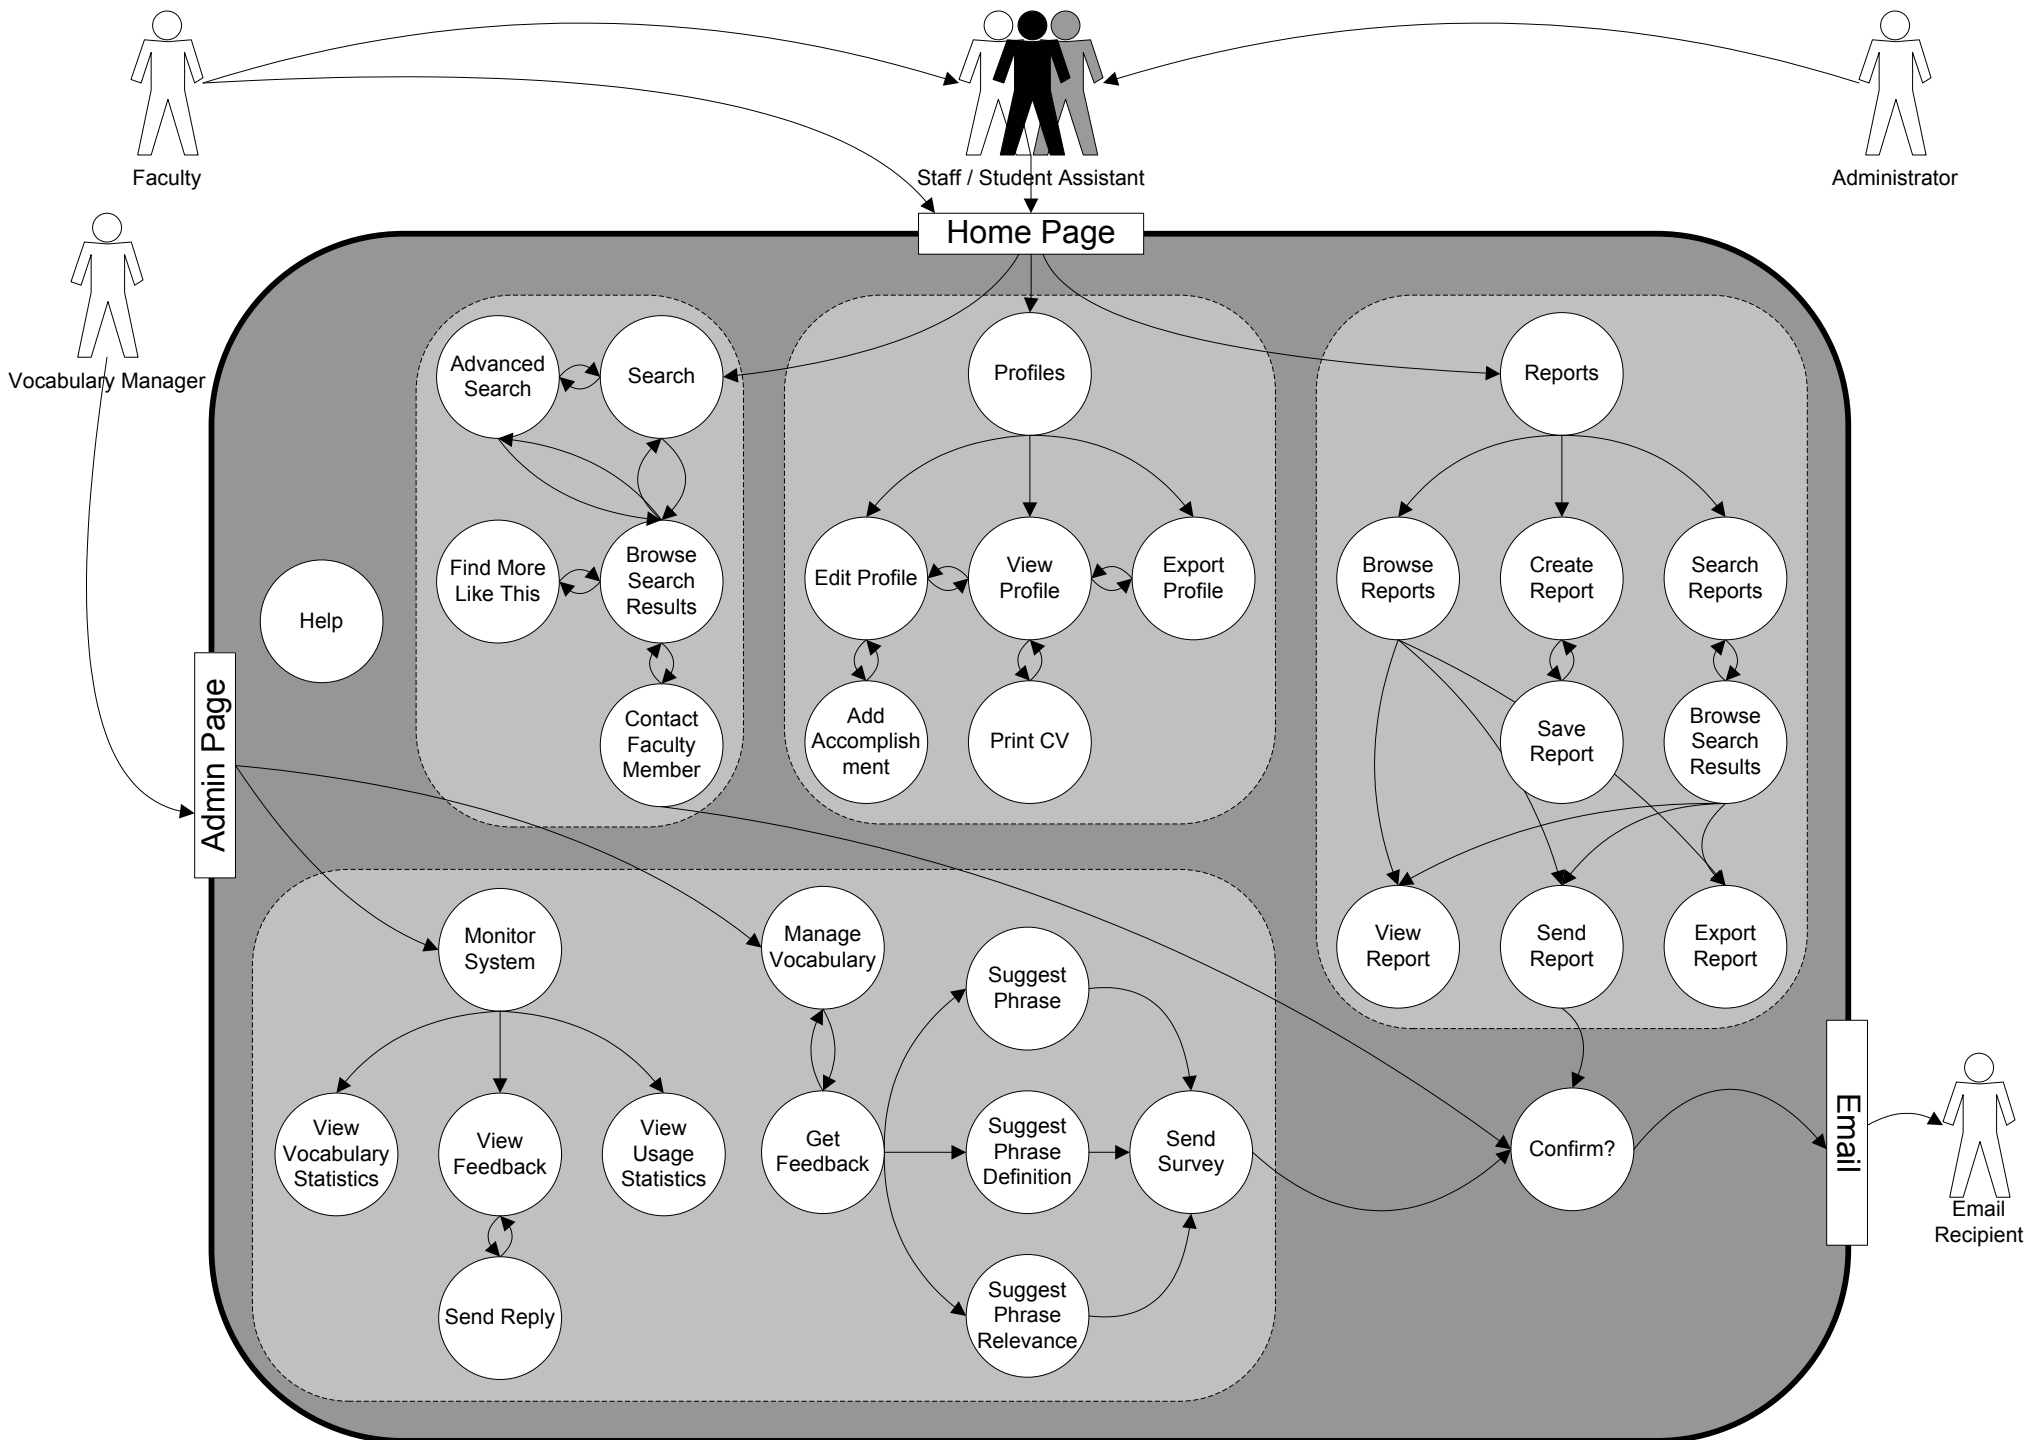 Faculty
Staff / Student Assistant
Administrator
Vocabulary Manager
Home Page
Advanced
Search
Search
Profiles
Reports
Find More
Like This
Browse
Search
Results
Edit Profile
View
Profile
Export
Profile
Browse
Reports
Create
Report
Search
Reports
Help
Admin Page
Contact
Faculty
Member
Add
Accomplish
ment
Print CV
Save
Report
Browse
Search
Results
Monitor
System
Manage
Vocabulary
Suggest
Phrase
View
Report
Send
Report
Export
Report
View
Vocabulary
Statistics
View
Feedback
View
Usage
Statistics
Get
Feedback
Suggest
Phrase
Definition
Send
Survey
Confirm?
Email
Email
Recipient
Send Reply
Suggest
Phrase
Relevance